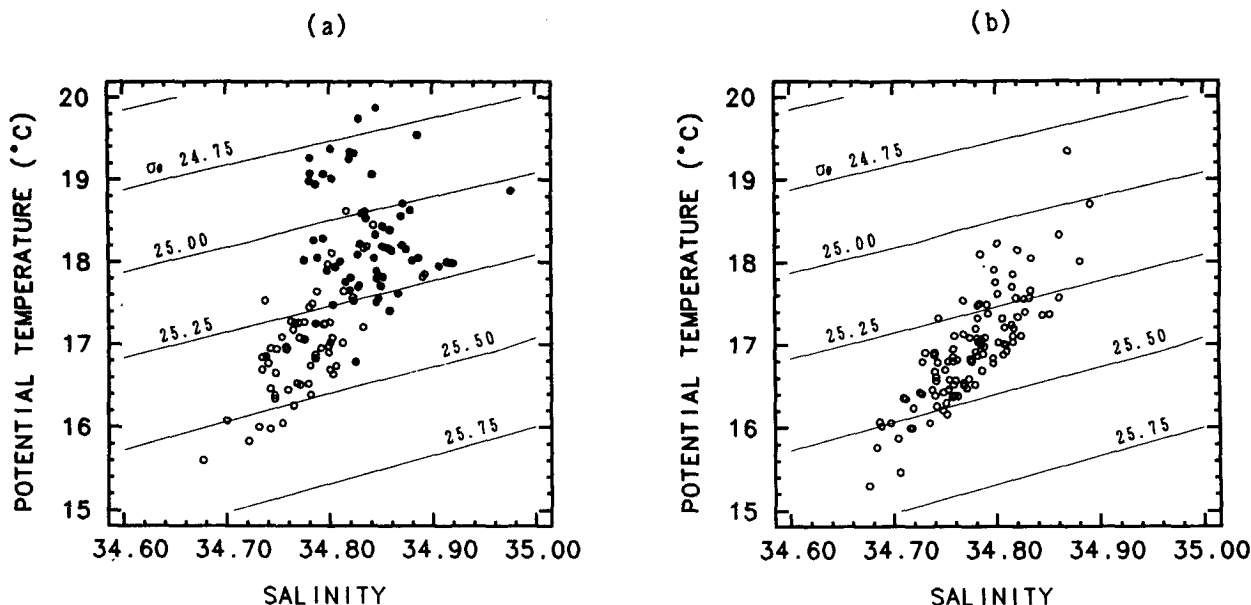 (a)
(b)
POTENTIAL TEMPERATURE (°C)
20
19
18
17
16
15
σθ 24.75
25.00
25.25
25.50
25.75
34.60 34.70 34.80 34.90 35.00
SALINITY
POTENTIAL TEMPERATURE (°C)
20
19
18
17
16
15
σθ 24.75
25.00
25.25
25.50
25.75
34.60 34.70 34.80 34.90 35.00
SALINITY